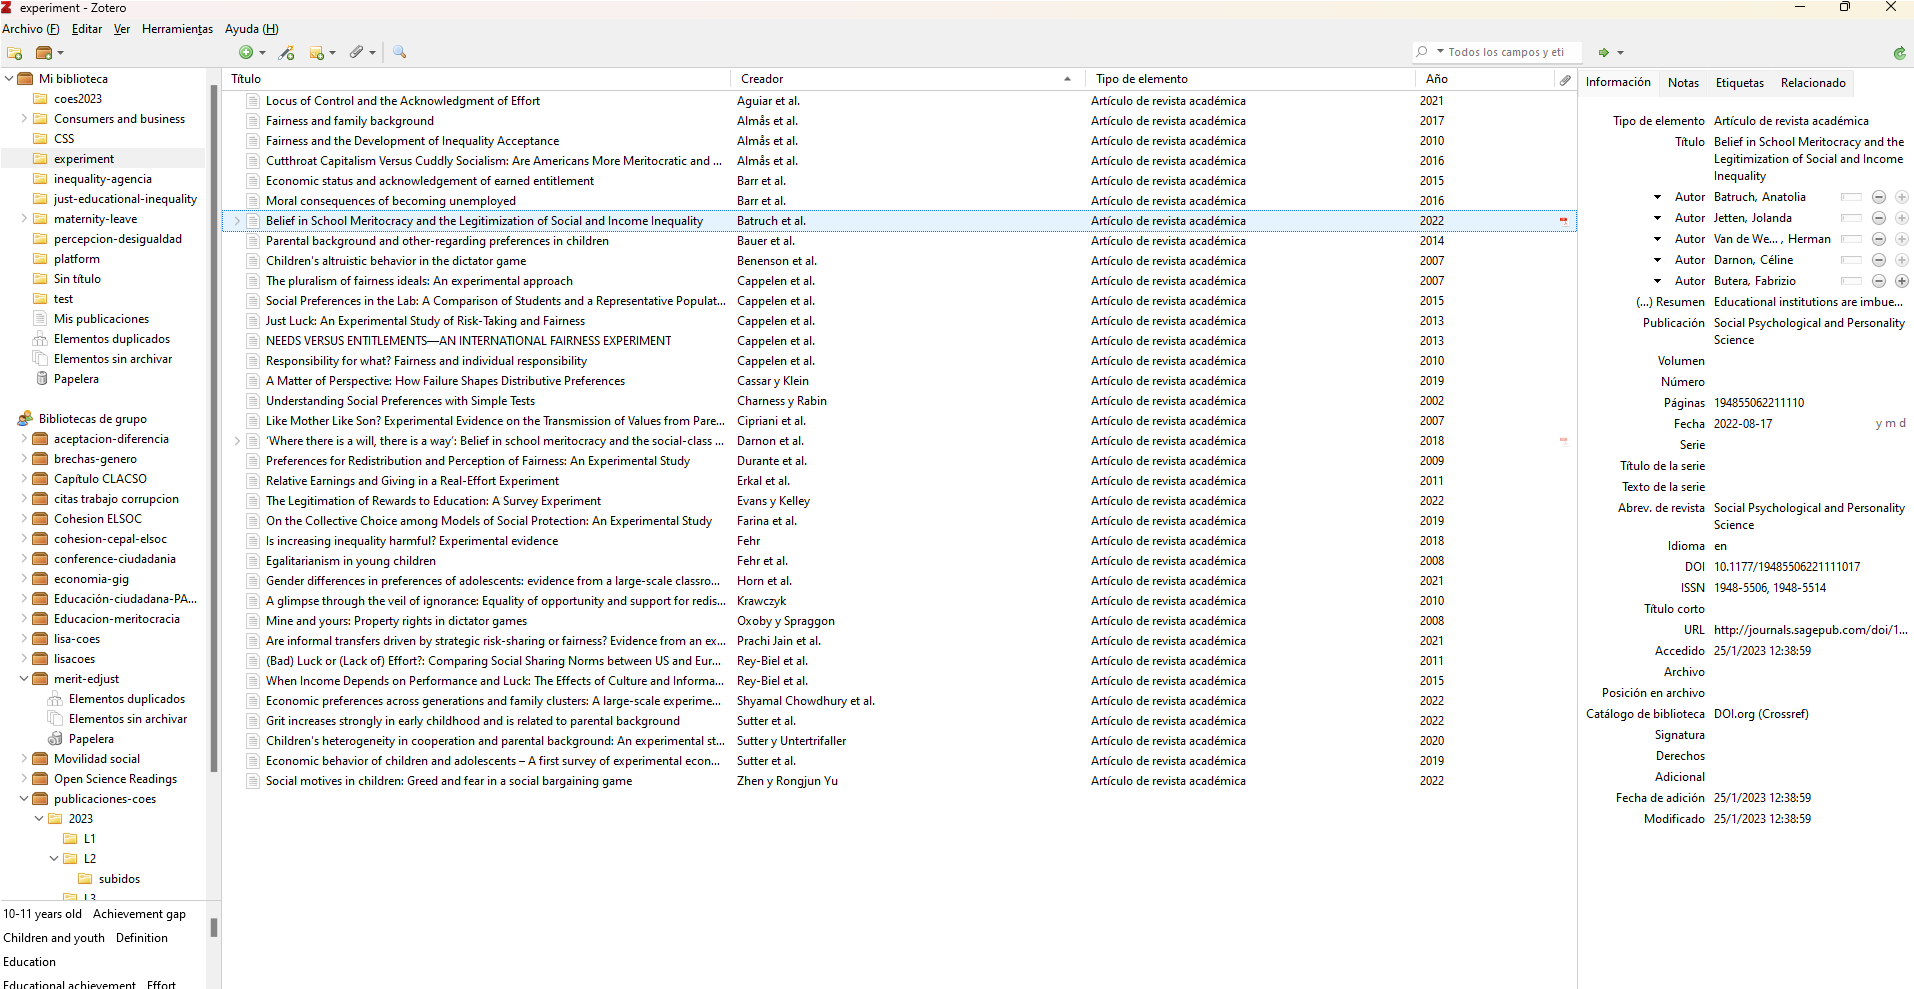 experiment - Zotero
Archivo (F) Editar Ver Herramientas Ayuda (H)
Todos los campos y eti
Mi biblioteca
coes2023
Consumers and business
CSS
experiment
inequality-agencia
just-educational-inequality
maternity-leave
percepcion-desigualdad
platform
Sin título
test
Mis publicaciones
Elementos duplicados
Elementos sin archivar
Papelera
Bibliotecas de grupo
aceptacion-diferencia
brechas-genero
Capítulo CLACSO
citas trabajo corrupcion
Cohesion ELSOC
cohesion-cepal-elsoc
conference-ciudadania
economia-gig
Educación-ciudadana-PA...
Educacion-meritocracia
lisa-coes
lisacoes
merit-edjust
Elementos duplicados
Elementos sin archivar
Papelera
Movilidad social
Open Science Readings
publicaciones-coes
2023
L1
L2
subidos
L3
10-11 years old Achievement gap
Children and youth Definition
Education
Educational achievement Effort
Título Creador Tipo de elemento Año
Locus of Control and the Acknowledgment of Effort Aguiar et al. Artículo de revista académica 2021
Fairness and family background Almås et al. Artículo de revista académica 2017
Fairness and the Development of Inequality Acceptance Almås et al. Artículo de revista académica 2010
Cutthroat Capitalism Versus Cuddly Socialism: Are Americans More Meritocratic and ... Almås et al. Artículo de revista académica 2016
Economic status and acknowledgement of earned entitlement Barr et al. Artículo de revista académica 2015
Moral consequences of becoming unemployed Barr et al. Artículo de revista académica 2016
Belief in School Meritocracy and the Legitimization of Social and Income Inequality Batruch et al. Artículo de revista académica 2022
Parental background and other-regarding preferences in children Bauer et al. Artículo de revista académica 2014
Children's altruistic behavior in the dictator game Benenson et al. Artículo de revista académica 2007
The pluralism of fairness ideals: An experimental approach Cappelen et al. Artículo de revista académica 2007
Social Preferences in the Lab: A Comparison of Students and a Representative Populat... Cappelen et al. Artículo de revista académica 2015
Just Luck: An Experimental Study of Risk-Taking and Fairness Cappelen et al. Artículo de revista académica 2013
NEEDS VERSUS ENTITLEMENTS—AN INTERNATIONAL FAIRNESS EXPERIMENT Cappelen et al. Artículo de revista académica 2013
Responsibility for what? Fairness and individual responsibility Cappelen et al. Artículo de revista académica 2010
A Matter of Perspective: How Failure Shapes Distributive Preferences Cassar y Klein Artículo de revista académica 2019
Understanding Social Preferences with Simple Tests Charness y Rabin Artículo de revista académica 2002
Like Mother Like Son? Experimental Evidence on the Transmission of Values from Pare... Cipriani et al. Artículo de revista académica 2007
'Where there is a will, there is a way': Belief in school meritocracy and the social-class ... Darnon et al. Artículo de revista académica 2018
Preferences for Redistribution and Perception of Fairness: An Experimental Study Durante et al. Artículo de revista académica 2009
Relative Earnings and Giving in a Real-Effort Experiment Erkal et al. Artículo de revista académica 2011
The Legitimation of Rewards to Education: A Survey Experiment Evans y Kelley Artículo de revista académica 2022
On the Collective Choice among Models of Social Protection: An Experimental Study Farina et al. Artículo de revista académica 2019
Is increasing inequality harmful? Experimental evidence Fehr Artículo de revista académica 2018
Egalitarianism in young children Fehr et al. Artículo de revista académica 2008
Gender differences in preferences of adolescents: evidence from a large-scale classro... Horn et al. Artículo de revista académica 2021
A glimpse through the veil of ignorance: Equality of opportunity and support for redis... Krawczyk Artículo de revista académica 2010
Mine and yours: Property rights in dictator games Oxoby y Spraggon Artículo de revista académica 2008
Are informal transfers driven by strategic risk-sharing or fairness? Evidence from an ex... Prachi Jain et al. Artículo de revista académica 2021
(Bad) Luck or (Lack of) Effort?: Comparing Social Sharing Norms between US and Eur... Rey-Biel et al. Artículo de revista académica 2011
When Income Depends on Performance and Luck: The Effects of Culture and Informa... Rey-Biel et al. Artículo de revista académica 2015
Economic preferences across generations and family clusters: A large-scale experime... Shyamal Chowdhury et al. Artículo de revista académica 2022
Grit increases strongly in early childhood and is related to parental background Sutter et al. Artículo de revista académica 2022
Children's heterogeneity in cooperation and parental background: An experimental st... Sutter y Untertrifaller Artículo de revista académica 2020
Economic behavior of children and adolescents – A first survey of experimental econ... Sutter et al. Artículo de revista académica 2019
Social motives in children: Greed and fear in a social bargaining game Zhen y Rongjun Yu Artículo de revista académica 2022
Información Notas Etiquetas Relacionado
Tipo de elemento Artículo de revista académica
Título Belief in School Meritocracy and the
Legitimization of Social and Income
Inequality
Autor Batruch, Anatolia
Autor Jetten, Jolanda
Autor Van de We... , Herman
Autor Darnon, Céline
Autor Butera, Fabrizio
(...) Resumen Educational institutions are imbue...
Publicación Social Psychological and Personality
Science
Volumen
Número
Páginas 194855062211110
Fecha 2022-08-17 y m d
Serie
Título de la serie
Texto de la serie
Abrev. de revista Social Psychological and Personality
Science
Idioma en
DOI 10.1177/19485506221111017
ISSN 1948-5506, 1948-5514
Título corto
URL http://journals.sagepub.com/doi/1...
Accedido 25/1/2023 12:38:59
Archivo
Posición en archivo
Catálogo de biblioteca DOI.org (Crossref)
Signatura
Derechos
Adicional
Fecha de adición 25/1/2023 12:38:59
Modificado 25/1/2023 12:38:59